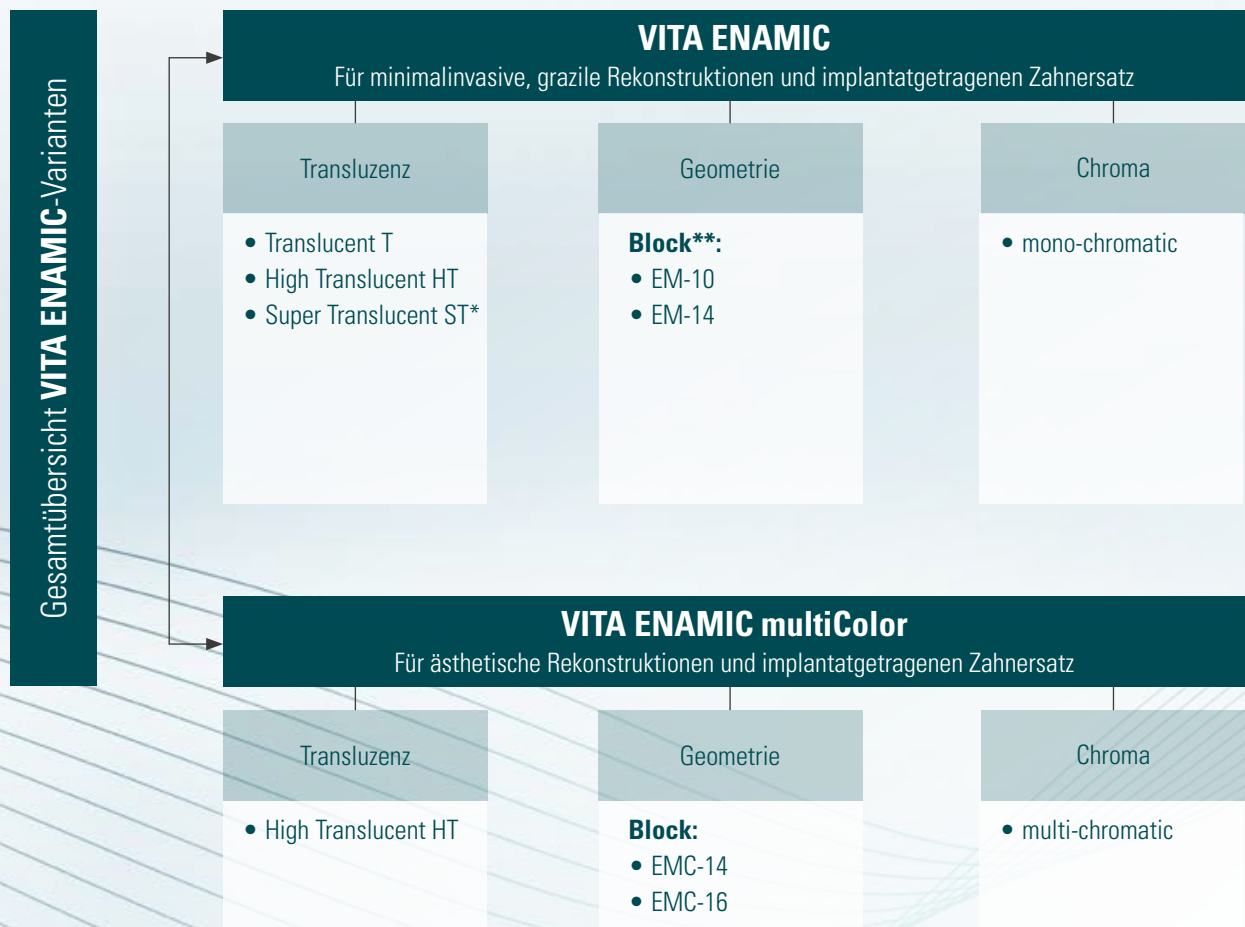 Gesamtübersicht VITA ENAMIC-Varianten
VITA ENAMIC
Für minimalinvasive, grazile Rekonstruktionen und implantatgetragenen Zahnersatz
Transluzenz
• Translucent T
• High Translucent HT
• Super Translucent ST*
Geometrie
Block**:
• EM-10
• EM-14
Chroma
• mono-chromatic
VITA ENAMIC multiColor
Für ästhetische Rekonstruktionen und implantatgetragenen Zahnersatz
Transluzenz
• High Translucent HT
Geometrie
Block:
• EMC-14
• EMC-16
Chroma
• multi-chromatic